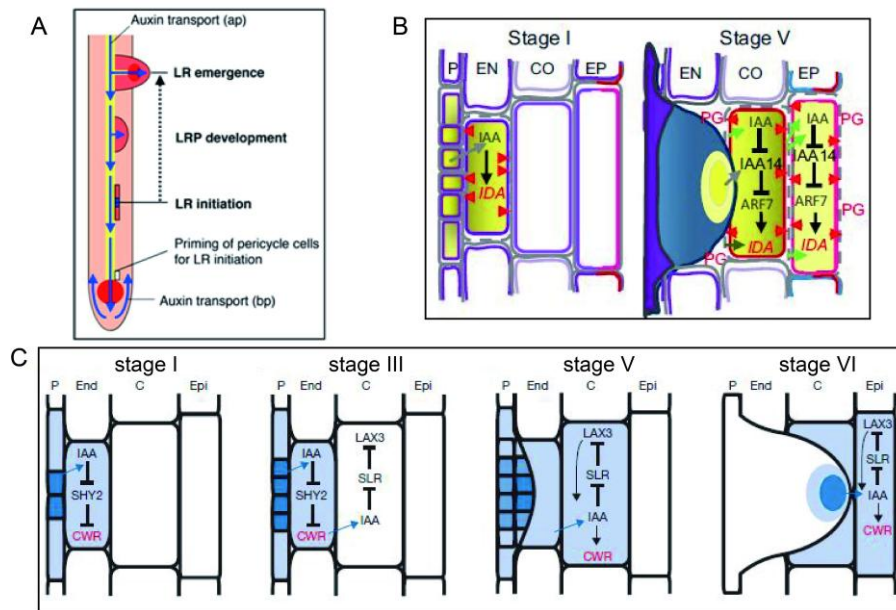 A
Auxin transport (ap)
LR emergence
LRP development
LR initiation
Priming of pericycle cells
for LR initiation
Auxin transport (bp)
B
Stage I
Stage V
P EN CO EP
EN CO EP
IAA
IDA
PG
IAA
IAA14
ARF7
IDA
PG
PG
IAA
IAA14
ARF7
IDA
PG
PG
PG
C
stage I
stage III
stage V
stage VI
P End C Epi
P End C Epi
P End C Epi
P End C Epi
IAA
SHY2
CWR
IAA
SHY2
CWR
LAX3
SLR
IAA
LAX3
SLR
IAA
CWR
LAX3
SLR
IAA
CWR